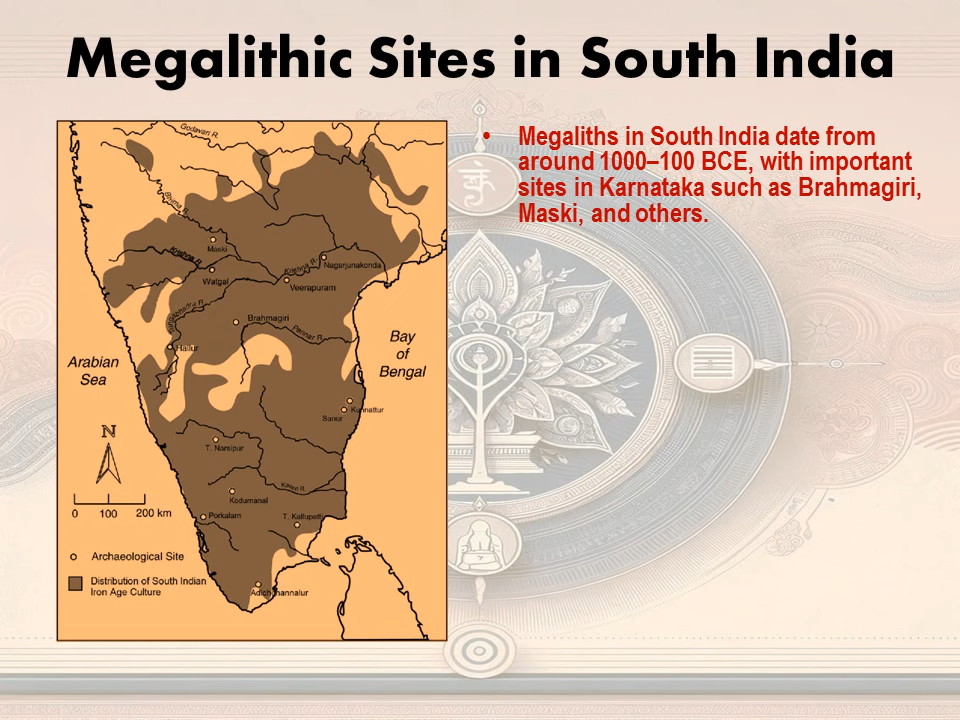 Megalithic Sites in South India
• Megaliths in South India date from
around 1000–100 BCE, with important
sites in Karnataka such as Brahmagiri,
Maski, and others.
Godavari R.
Bhima R.
Maski
Krishna R.
Krishna R.
Nagarjunakonda
Watgal
Veerapuram
Tungabhadra R.
Brahmagiri
Pennar R.
Hallur
Bay
of
Bengal
Arabian
Sea
Kunnattur
Sanur
N
T. Narsipur
Kodumanal
0 100 200 km
Porkalam
T. Kallupatti
Archaeological Site
Distribution of South Indian
Iron Age Culture